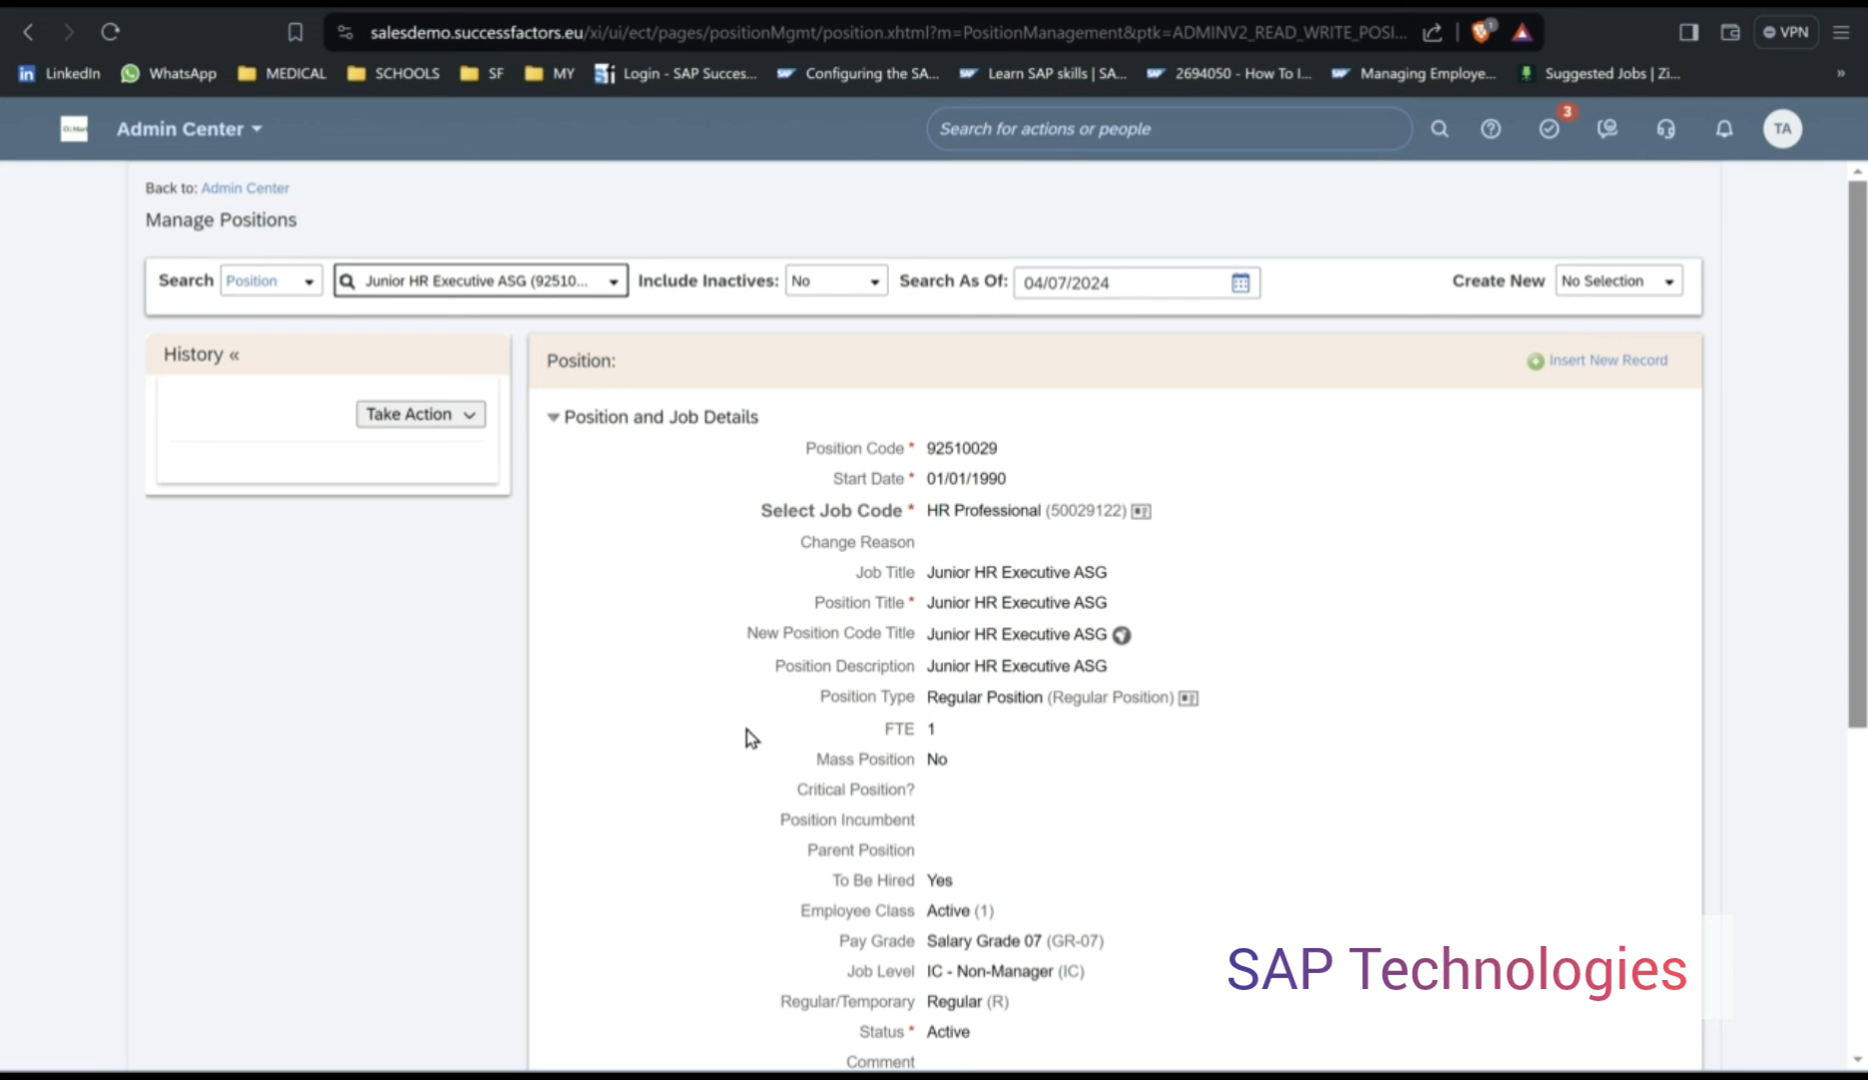 salesdemo.successfactors.eu/xi/ui/ect/pages/positionMgmt/position.xhtml?m=PositionManagement&ptk=ADMINV2_READ_WRITE_POSI...
1
VPN
LinkedIn WhatsApp MEDICAL SCHOOLS SF MY Login - SAP Succes... Configuring the SA... Learn SAP skills | SA... 2694050 - How To I... Managing Employe... Suggested Jobs | Zi... »
Admin Center
Search for actions or people
3
TA
Back to: Admin Center
Manage Positions
Search Position Junior HR Executive ASG (92510... Include Inactives: No Search As Of: 04/07/2024 Create New No Selection
History «
Take Action
Position:
Insert New Record
Position and Job Details
Position Code * 92510029
Start Date * 01/01/1990
Select Job Code * HR Professional (50029122)
Change Reason
Job Title Junior HR Executive ASG
Position Title * Junior HR Executive ASG
New Position Code Title Junior HR Executive ASG
Position Description Junior HR Executive ASG
Position Type Regular Position (Regular Position)
FTE 1
Mass Position No
Critical Position?
Position Incumbent
Parent Position
To Be Hired Yes
Employee Class Active (1)
Pay Grade Salary Grade 07 (GR-07)
Job Level IC - Non-Manager (IC)
Regular/Temporary Regular (R)
Status * Active
Comment
SAP Technologies